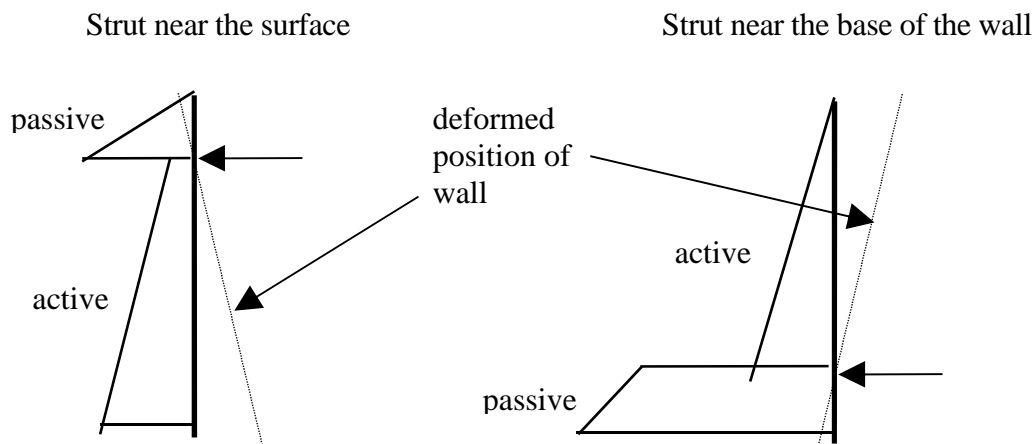 Strut near the surface
Strut near the base of the wall
passive
deformed
position of
wall
active
active
passive